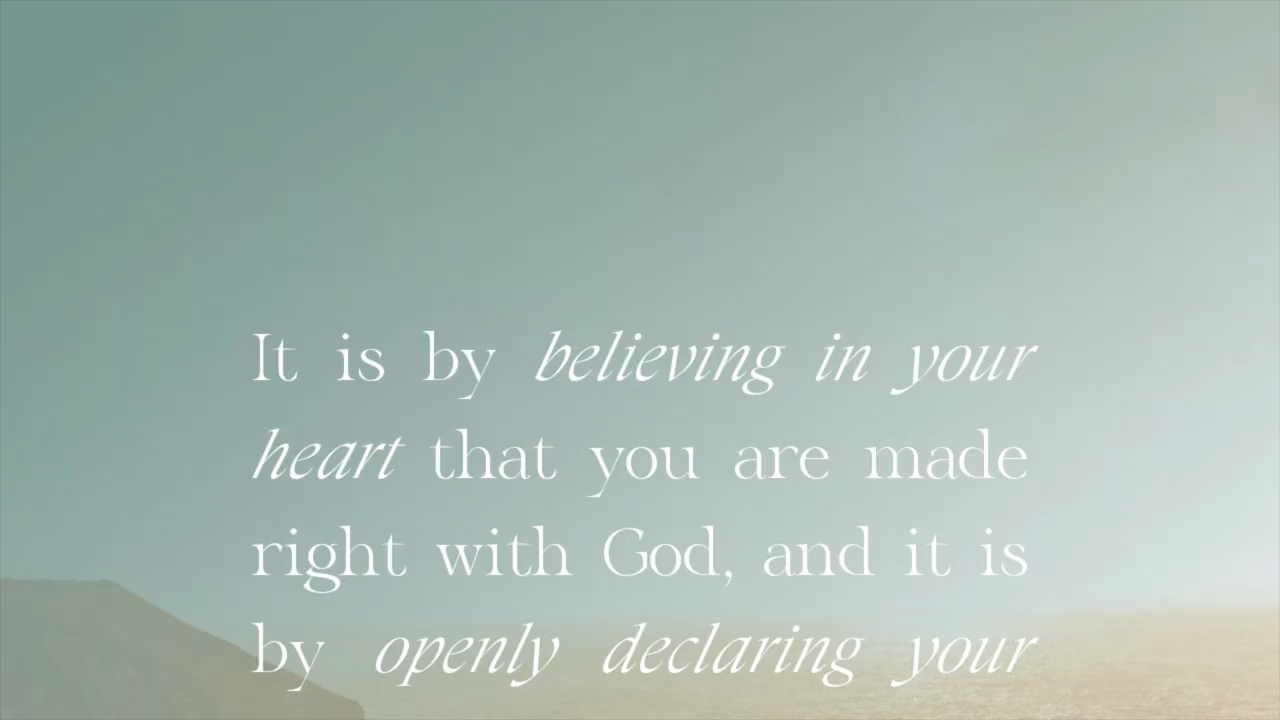 It is by believing in your
heart that you are made
right with God, and it is
by openly declaring your